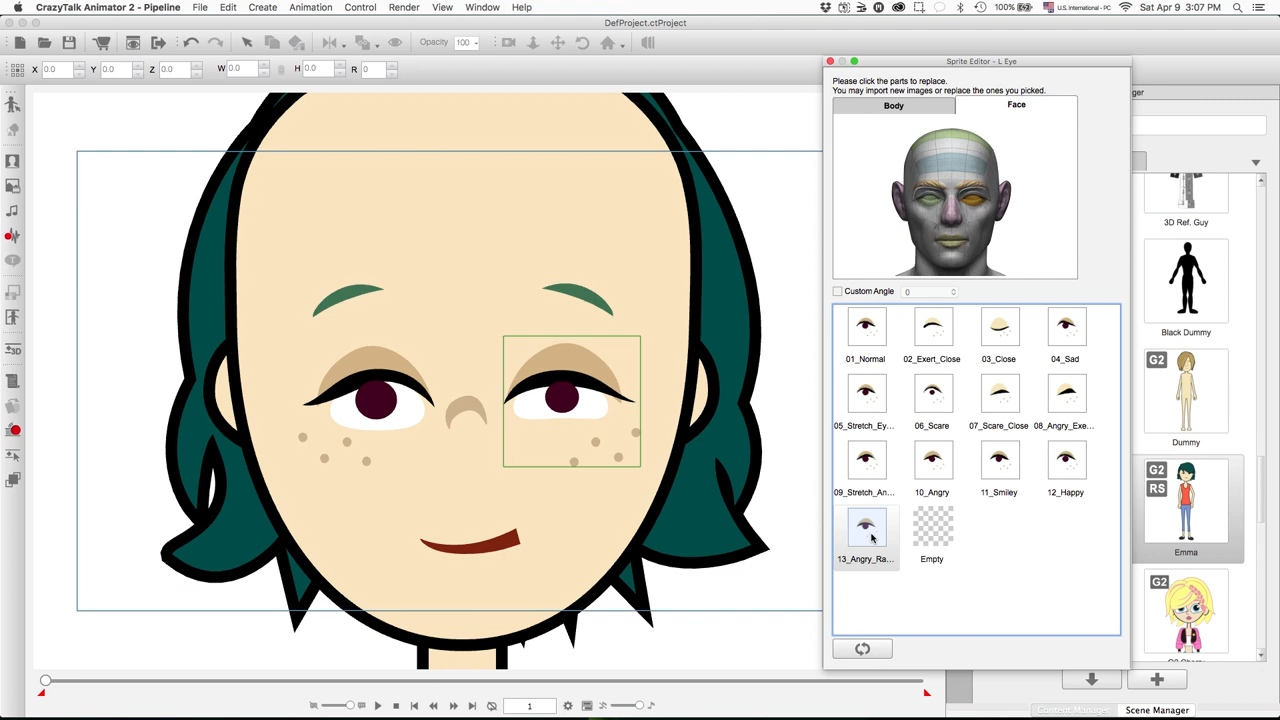 CrazyTalk Animator 2 - Pipeline File Edit Create Animation Control Render View Window Help 100% U.S. International - PC Sat Apr 9 3:07 PM
DefProject.ctProject
Opacity 100
X 0.0 Y 0.0 Z 0.0 W 0.0 H 0.0 R 0
Sprite Editor - L Eye
Please click the parts to replace.
You may import new images or replace the ones you picked.
Body Face
Custom Angle 0
01_Normal 02_Exert_Close 03_Close 04_Sad
05_Stretch_Ey... 06_Scare 07_Scare_Close 08_Angry_Exe...
09_Stretch_An... 10_Angry 11_Smiley 12_Happy
13_Angry_Ra... Empty
ger
3D Ref. Guy
Black Dummy
G2
Dummy
G2
RS
Emma
G2
+3D
1
Content Manager Scene Manager